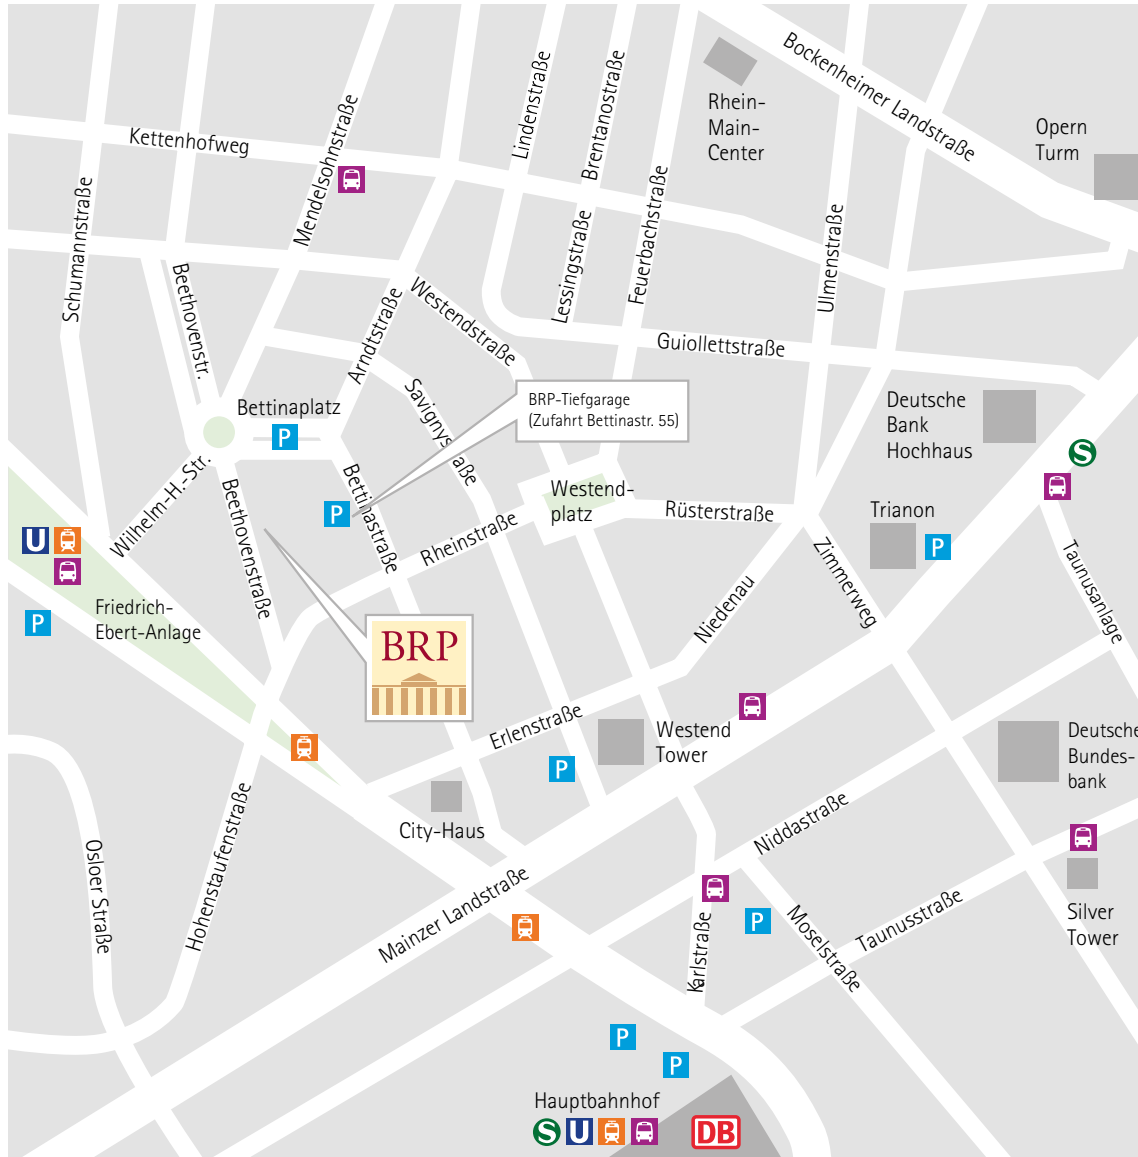 Bockenheimer Landstraße
Rhein-
Main-
Center
Opern
Turm
Kettenhofweg
Mendelsohnstraße
Lindenstraße
Brentanostraße
Schumannstraße
Beethovenstr.
Lessingstraße
Feuerbachstraße
Ulmenstraße
Arndtstraße
Westendstraße
Guiollettstraße
Savignys aße
Bettinaplatz
P
BRP-Tiefgarage
(Zufahrt Bettinastr. 55)
Deutsche
Bank
Hochhaus
S
Wilhelm-H.-Str.
Beethovenstraße
Bettinastraße
P
Rheinstraße
Westend-
platz
Rüsterstraße
Trianon
P
Zimmerweg
Taunusanlage
U
P
Friedrich-
Ebert-Anlage
BRP
Niedenau
Erlenstraße
Westend
Tower
P
Deutsche
Bundes-
bank
City-Haus
Niddastraße
Osloer Straße
Hohenstaufenstraße
Mainzer Landstraße
Karlstraße
P
Moselstraße
Taunusstraße
Silver
Tower
P
P
Hauptbahnhof
S U
DB